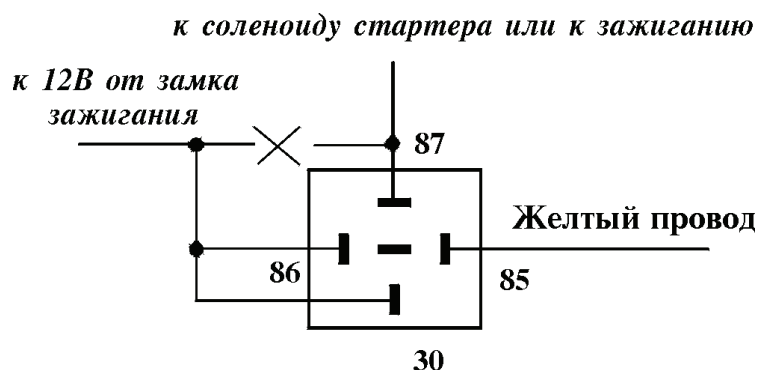 к соленоиду стартера или к зажиганию
к 12В от замка
зажигания
87
Желтый провод
86
85
30